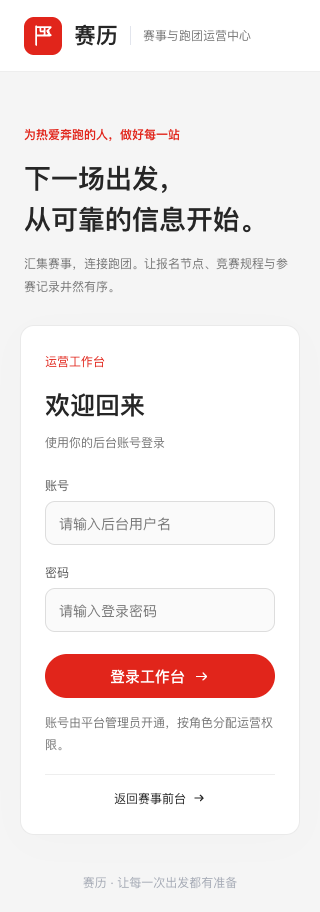 赛历
赛事与跑团运营中心
为热爱奔跑的人，做好每一站
下一场出发，
从可靠的信息开始。
汇集赛事，连接跑团。让报名节点、竞赛规程与参
赛记录井然有序。
运营工作台
欢迎回来
使用你的后台账号登录
账号
请输入后台用户名
密码
请输入登录密码
登录工作台 →
账号由平台管理员开通，按角色分配运营权
限。
返回赛事前台 →
赛历 · 让每一次出发都有准备